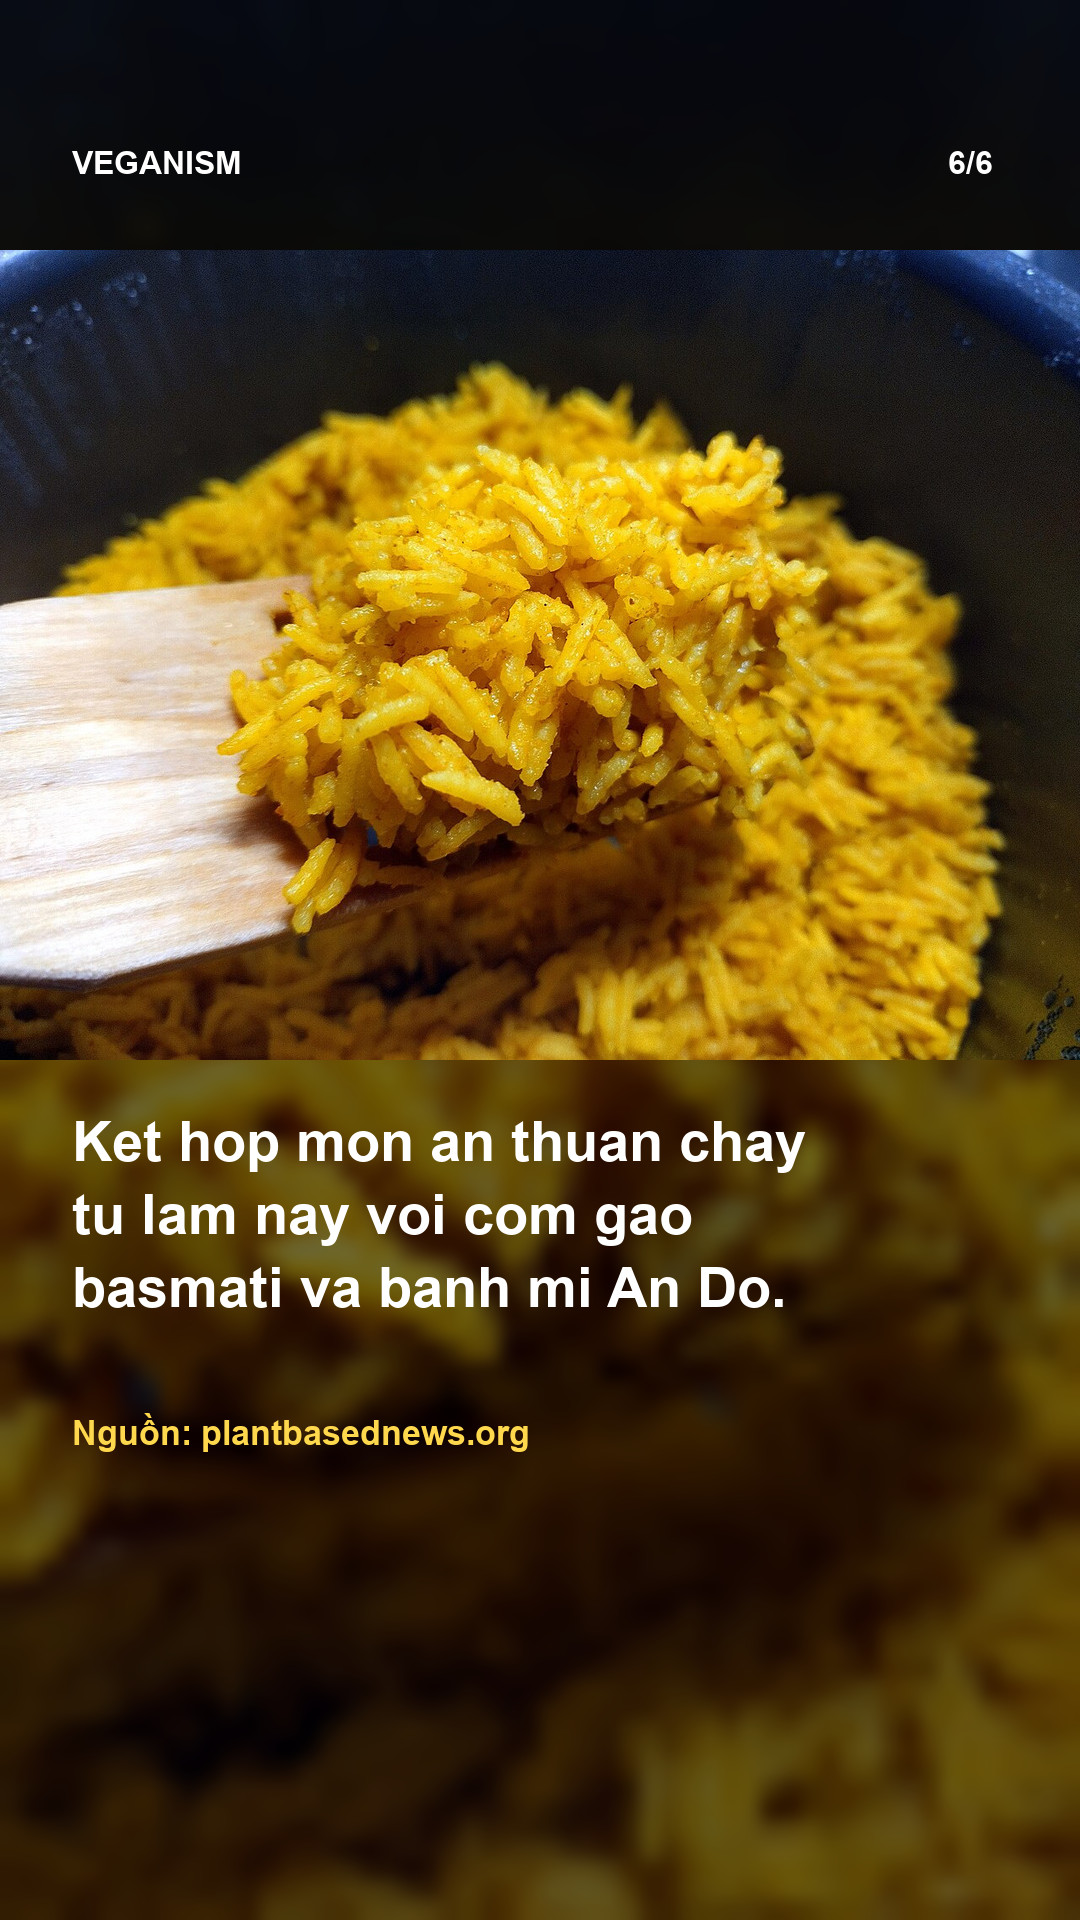 VEGANISM
6/6
Ket hop mon an thuan chay
tu lam nay voi com gao
basmati va banh mi An Do.
Nguồn: plantbasednews.org